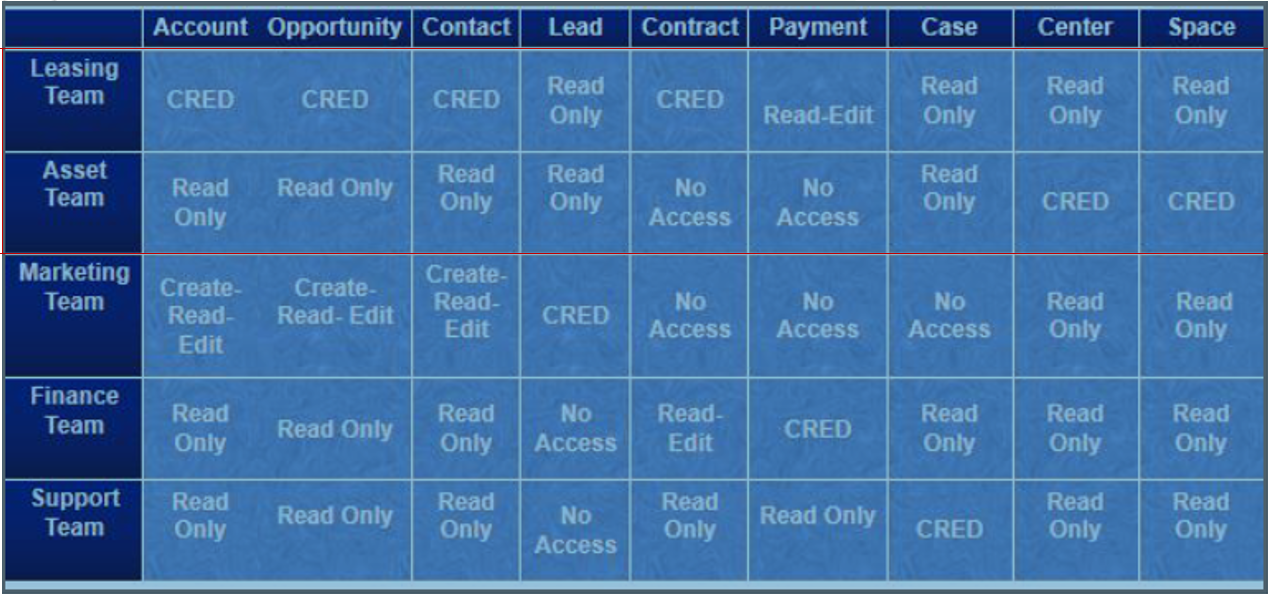 Account Opportunity Contact Lead Contract Payment Case Center Space
Leasing Team CRED CRED CRED Read Only CRED Read-Edit Read Only Read Only Read Only
Asset Team Read Only Read Only Read Only Read Only No Access No Access Read Only CRED CRED
Marketing Team Create-Read-Edit Create-Read- Edit Create-Read-Edit CRED No Access No Access No Access Read Only Read Only
Finance Team Read Only Read Only Read Only No Access Read-Edit CRED Read Only Read Only Read Only
Support Team Read Only Read Only Read Only No Access Read Only Read Only CRED Read Only Read Only